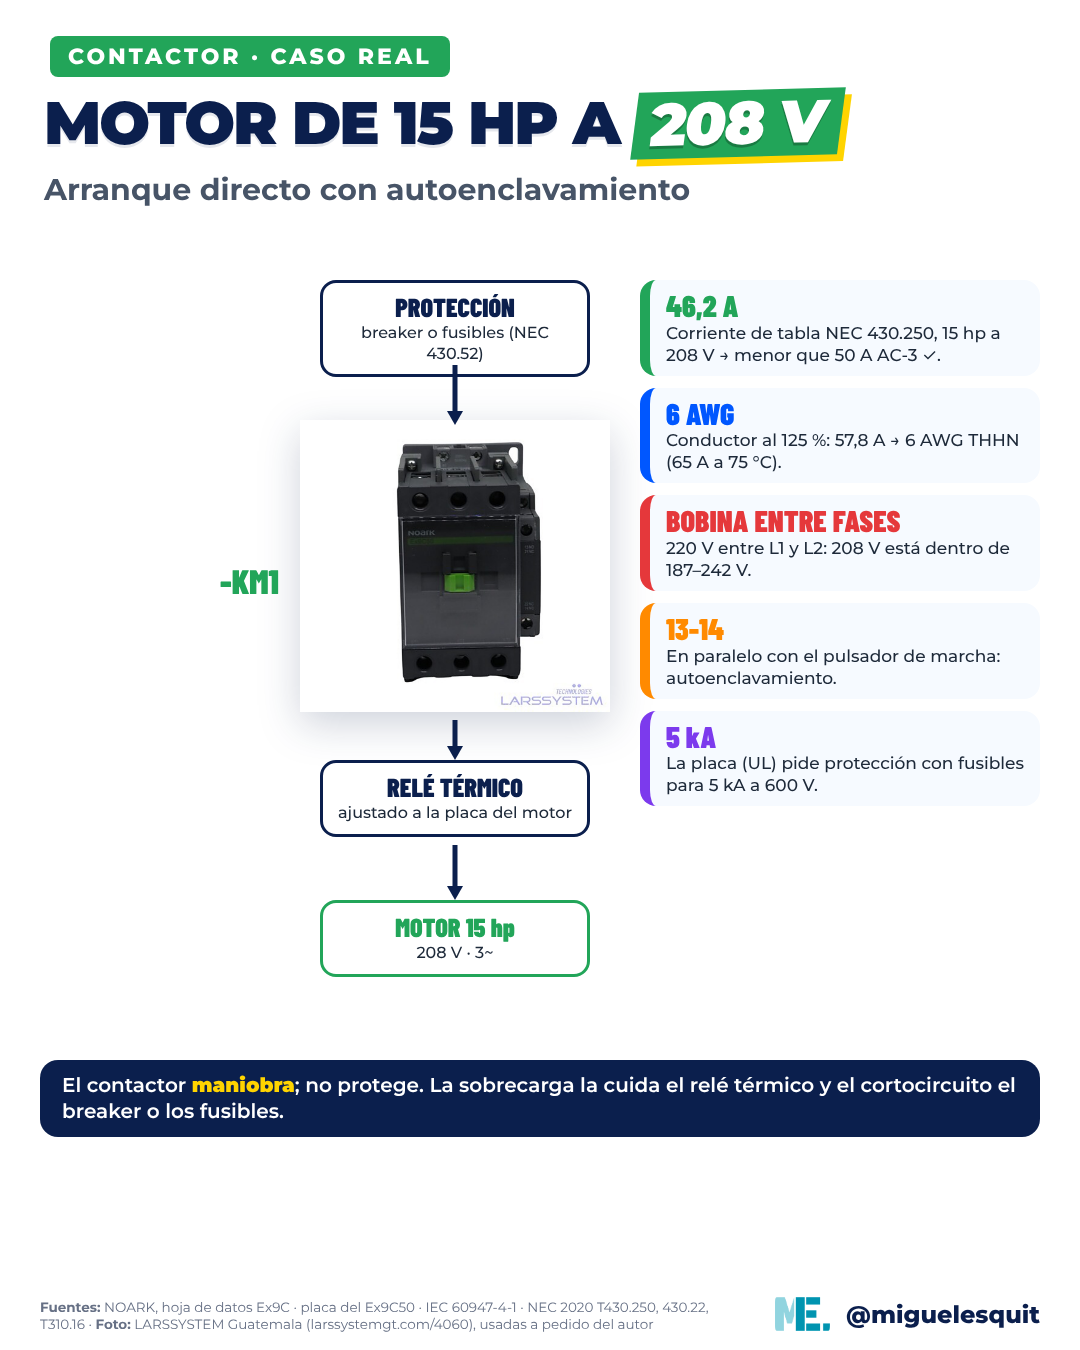 CONTACTOR · CASO REAL
MOTOR DE 15 HP A 208 V
Arranque directo con autoenclavamiento
PROTECCIÓN
breaker o fusibles (NEC
430.52)
-KM1
NOARK
TECHNOLOGIES
LARSSYSTEM
RELÉ TÉRMICO
ajustado a la placa del motor
MOTOR 15 hp
208 V · 3~
46,2 A
Corriente de tabla NEC 430.250, 15 hp a
208 V → menor que 50 A AC-3 ✓.
6 AWG
Conductor al 125 %: 57,8 A → 6 AWG THHN
(65 A a 75 °C).
BOBINA ENTRE FASES
220 V entre L1 y L2: 208 V está dentro de
187–242 V.
13-14
En paralelo con el pulsador de marcha:
autoenclavamiento.
5 kA
La placa (UL) pide protección con fusibles
para 5 kA a 600 V.
El contactor maniobra; no protege. La sobrecarga la cuida el relé térmico y el cortocircuito el
breaker o los fusibles.
Fuentes: NOARK, hoja de datos Ex9C · placa del Ex9C50 · IEC 60947-4-1 · NEC 2020 T430.250, 430.22,
T310.16 · Foto: LARSSYSTEM Guatemala (larssystemgt.com/4060), usadas a pedido del autor
ME.
@miguelesquit